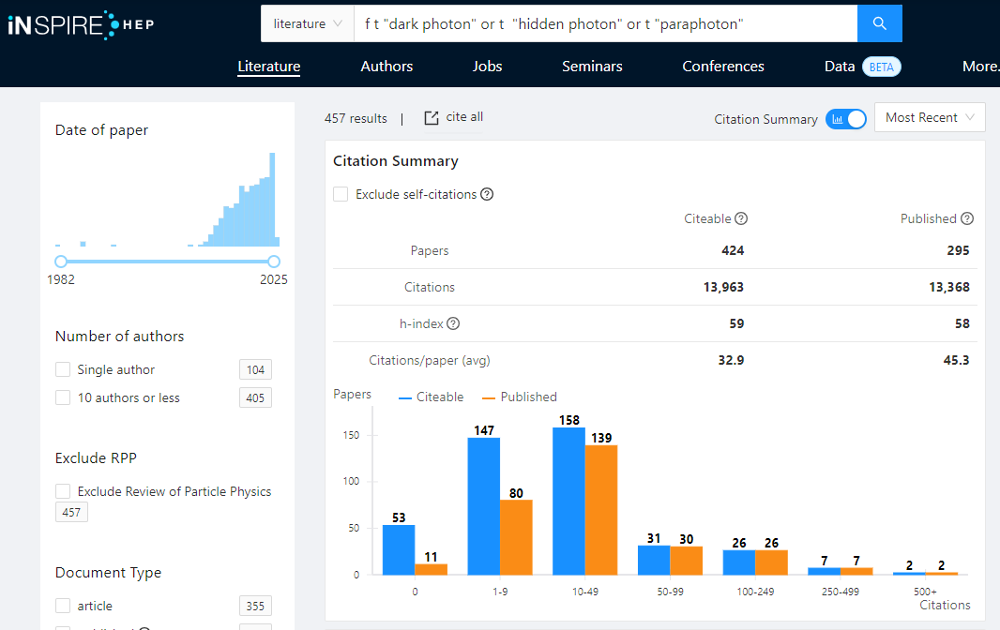 iNSPIRE HEP
literature
f t "dark photon" or t  "hidden photon" or t "paraphoton"
Literature Authors Jobs Seminars Conferences Data BETA More.
Date of paper
1982 2025
Number of authors
Single author 104
10 authors or less 405
Exclude RPP
Exclude Review of Particle Physics
457
Document Type
article 355
457 results | cite all
Citation Summary Most Recent
Citation Summary
Exclude self-citations ?
Citeable ? Published ?
Papers 424 295
Citations 13,963 13,368
h-index ? 59 58
Citations/paper (avg) 32.9 45.3
Papers Citeable Published
150
100
50
0
53 11
147 80
158 139
31 30
26 26
7 7
2 2
0 1-9 10-49 50-99 100-249 250-499 500+
Citations